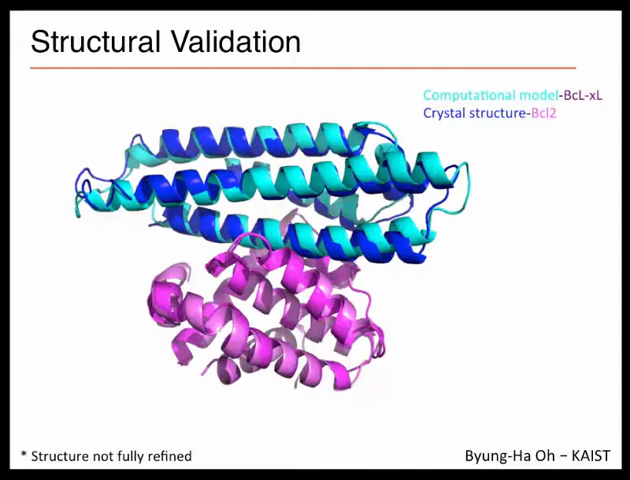 Structural Validation
Computational model-BcL-xL
Crystal structure-Bcl2
* Structure not fully refined
Byung-Ha Oh – KAIST